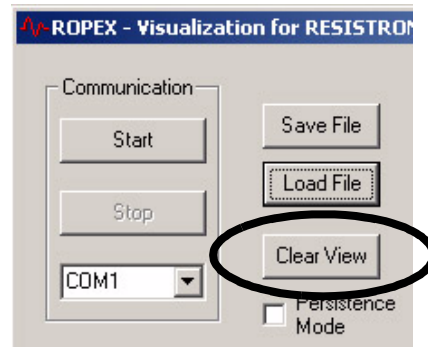 ROPEX - Visualization for RESISTRON
Communication
Start
Stop
COM1
Save File
Load File
Clear View
Persistence
Mode